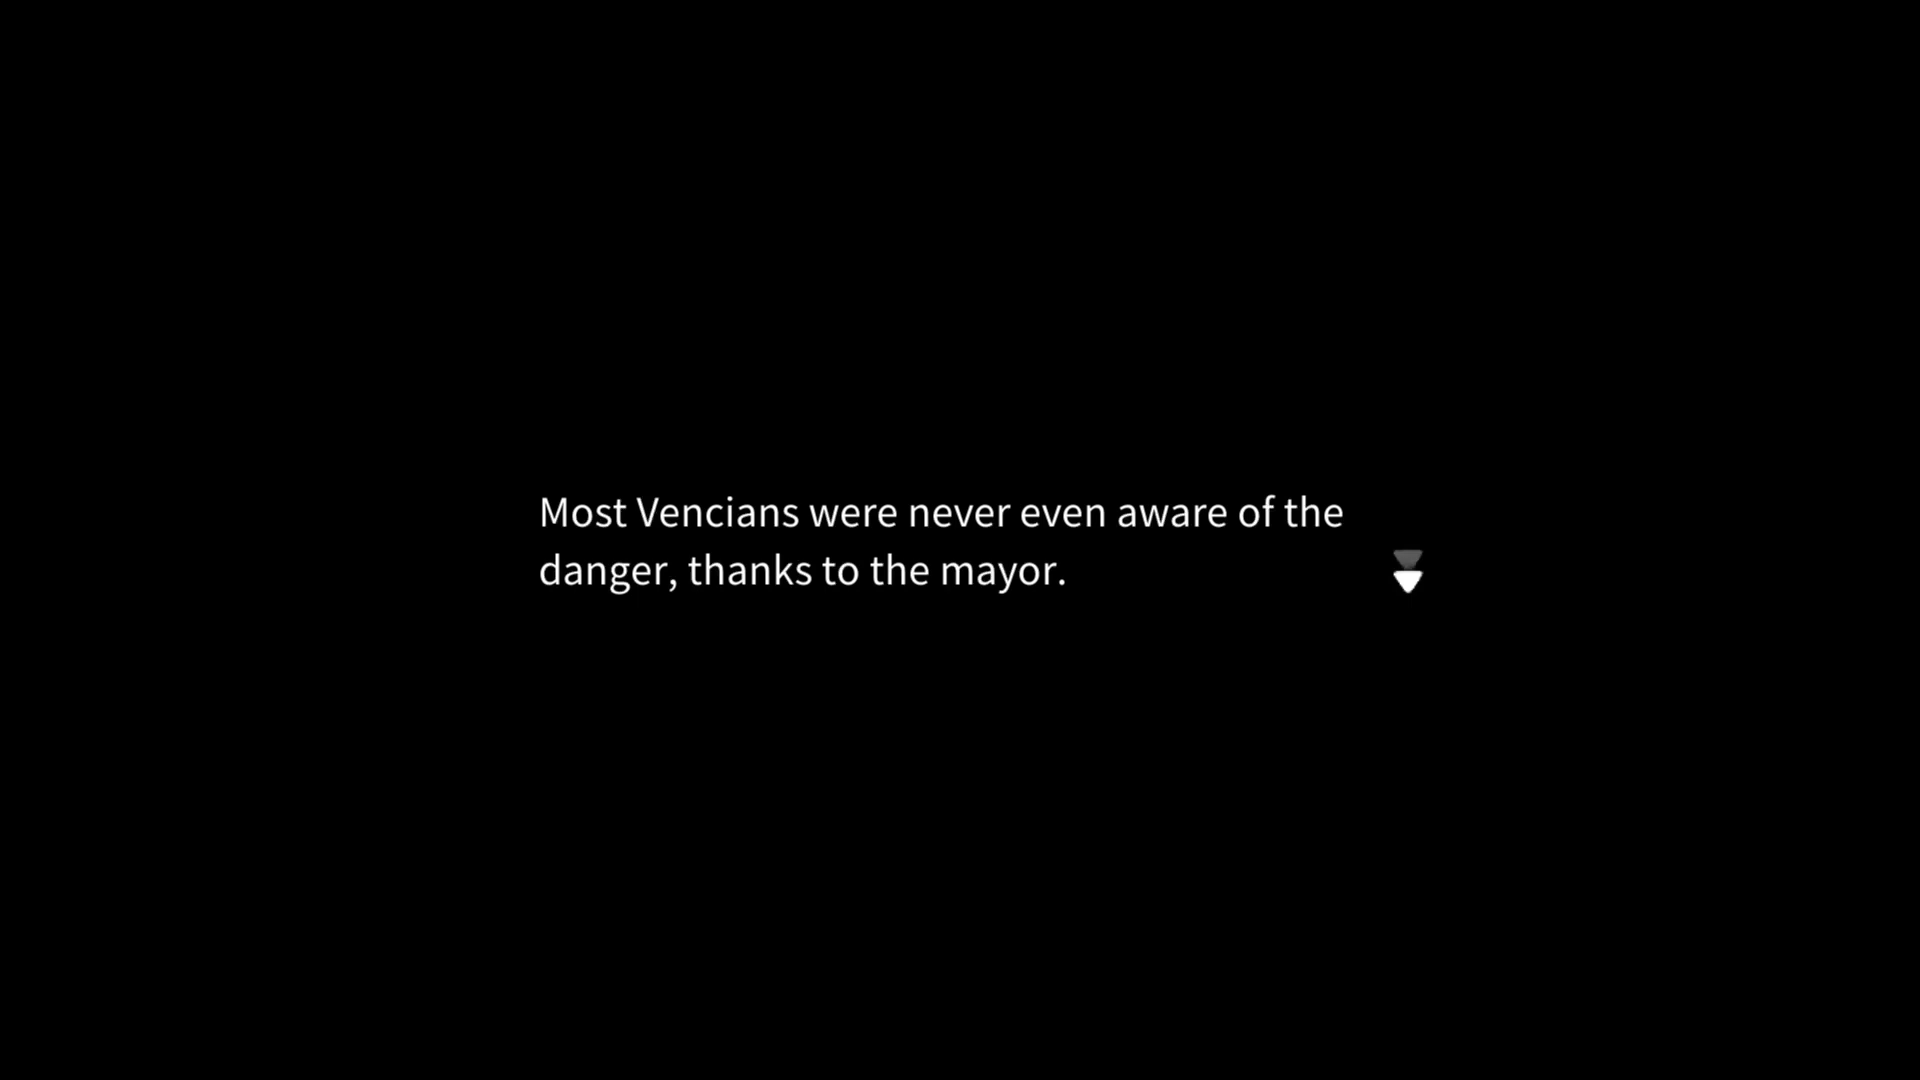 Most Vencians were never even aware of the
danger, thanks to the mayor.